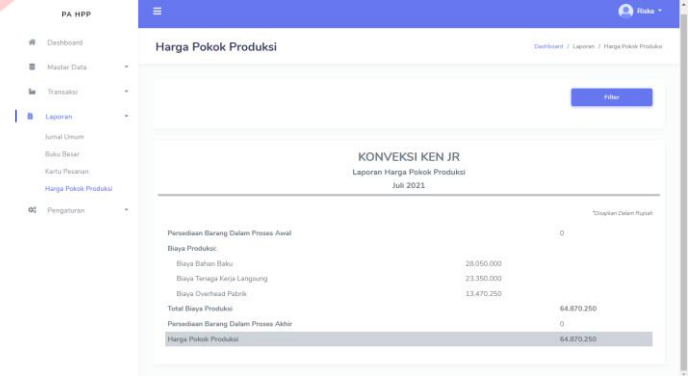 PA HPP
Riska
Dashboard
Master Data
Transaksi
Laporan
Jurnal Umum
Buku Besar
Kartu Pesanan
Harga Pokok Produksi
Pengaturan
Harga Pokok Produksi
Dashboard / Laporan / Harga Pokok Produksi
Filter
KONVEKSI KEN JR
Laporan Harga Pokok Produksi
Juli 2021
*Disajikan Dalam Rupiah
Persediaan Barang Dalam Proses Awal 0
Biaya Produksi:
Biaya Bahan Baku 28.050.000
Biaya Tenaga Kerja Langsung 23.350.000
Biaya Overhead Pabrik 13.470.250
Total Biaya Produksi 64.870.250
Persediaan Barang Dalam Proses Akhir 0
Harga Pokok Produksi 64.870.250